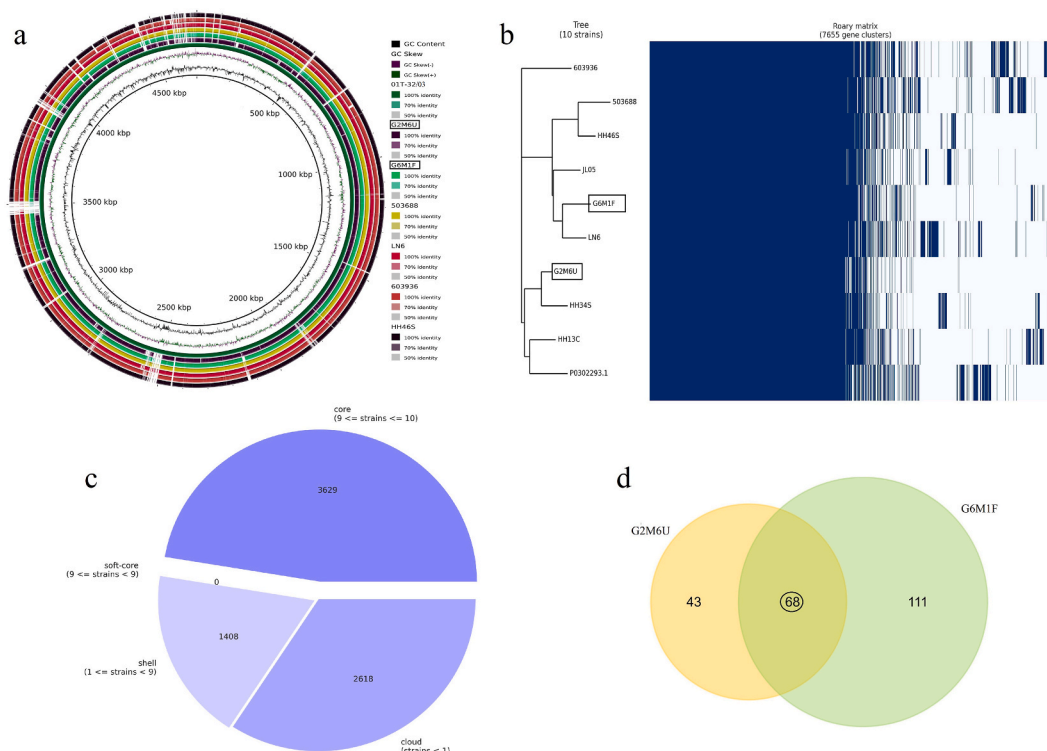 a
4500 kbp
500 kbp
4000 kbp
1000 kbp
3500 kbp
1500 kbp
3000 kbp
2000 kbp
2500 kbp
GC Content
GC Skew
GC Skew(-)
GC Skew(+)
01T-32/03
100% identity
70% identity
50% identity
G2M6U
100% identity
70% identity
50% identity
G6M1F
100% identity
70% identity
50% identity
503688
100% identity
70% identity
50% identity
LN6
100% identity
70% identity
50% identity
603936
100% identity
70% identity
50% identity
HH46S
100% identity
70% identity
50% identity
b
Tree
(10 strains)
603936
503688
HH46S
JL05
G6M1F
LN6
G2M6U
HH34S
HH13C
P0302293.1
Roary matrix
(7655 gene clusters)
c
core
(9 <= strains <= 10)
3629
soft-core
(9 <= strains < 9)
0
1408
shell
(1 <= strains < 9)
2618
cloud
(strains < 1)
d
G2M6U
G6M1F
43
68
111